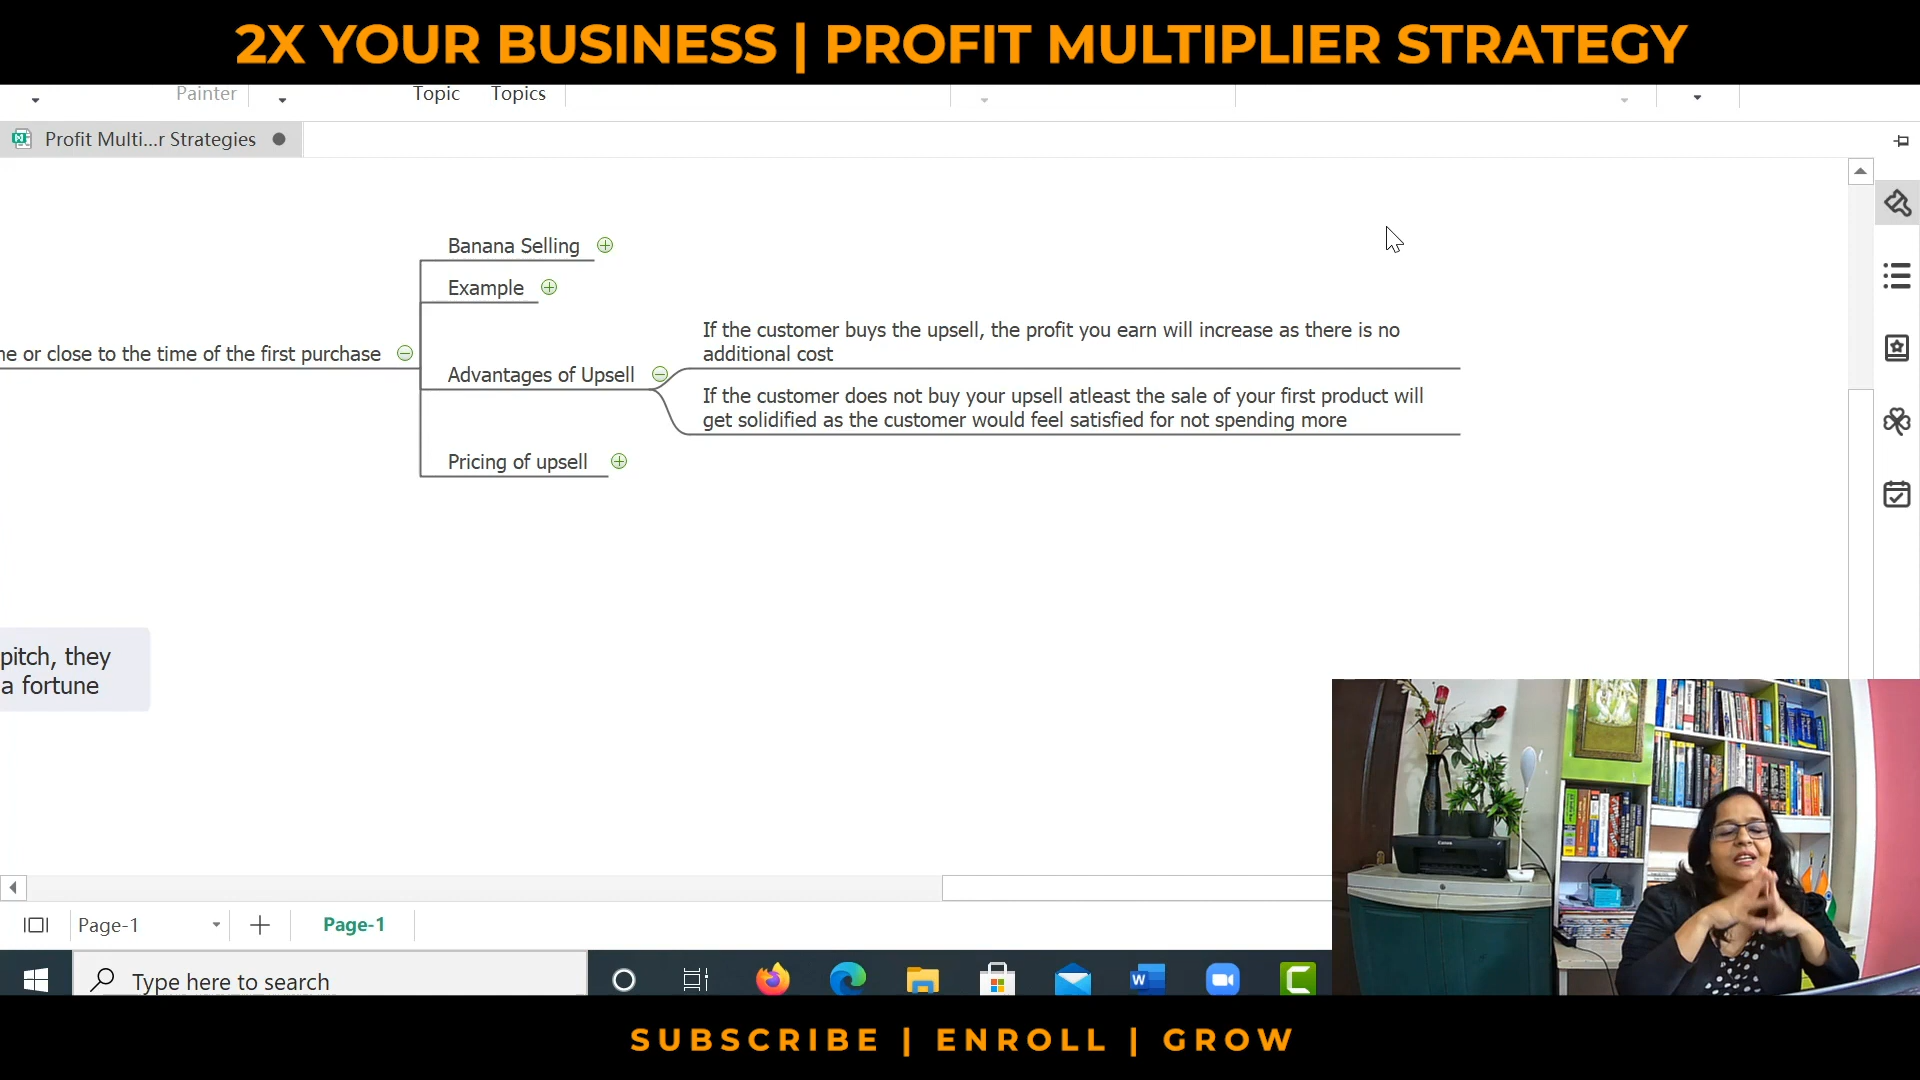 2X YOUR BUSINESS | PROFIT MULTIPLIER STRATEGY
Painter
Topic
Topics
Profit Multi...r Strategies
Banana Selling
Example
If the customer buys the upsell, the profit you earn will increase as there is no
additional cost
ne or close to the time of the first purchase
Advantages of Upsell
If the customer does not buy your upsell atleast the sale of your first product will
get solidified as the customer would feel satisfied for not spending more
Pricing of upsell
pitch, they
a fortune
Canon
Page-1
Page-1
Type here to search
SUBSCRIBE | ENROLL | GROW